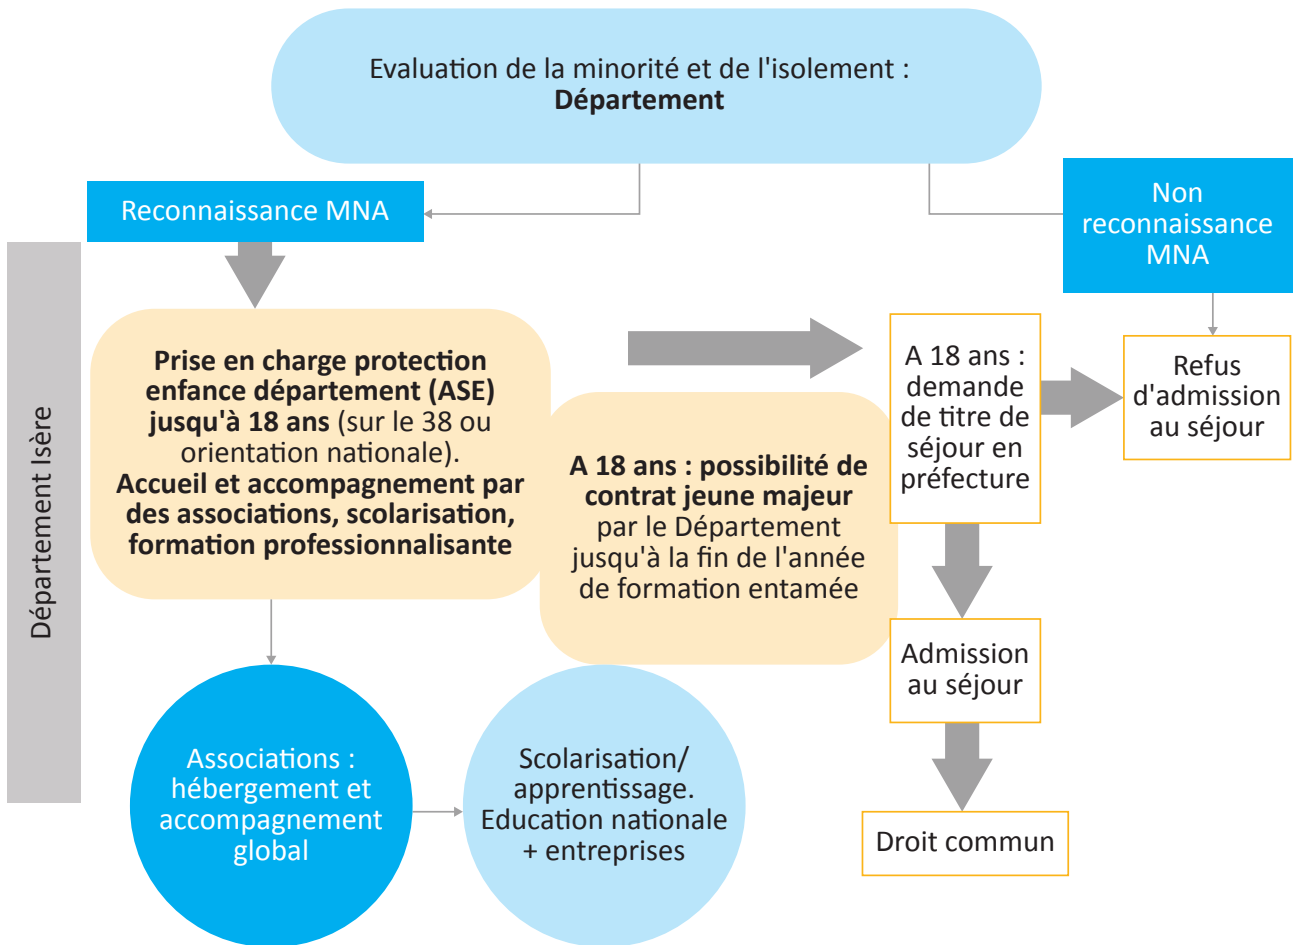 Evaluation de la minorité et de l'isolement :
Département
Reconnaissance MNA
Non
reconnaissance
MNA
Département Isère
Prise en charge protection
enfance département (ASE)
jusqu'à 18 ans (sur le 38 ou
orientation nationale).
Accueil et accompagnement par
des associations, scolarisation,
formation professionnalisante
A 18 ans : possibilité de
contrat jeune majeur
par le Département
jusqu'à la fin de l'année
de formation entamée
A 18 ans :
demande
de titre de
séjour en
préfecture
Refus
d'admission
au séjour
Admission
au séjour
Droit commun
Associations :
hébergement et
accompagnement
global
Scolarisation/
apprentissage.
Education nationale
+ entreprises